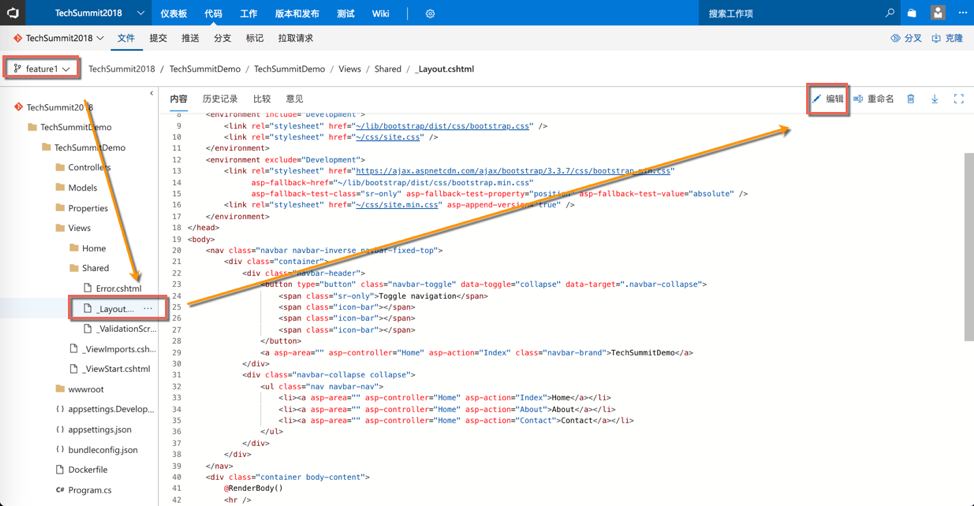 TechSummit2018 仪表板 代码 工作 版本和发布 测试 Wiki 搜索工作项
TechSummit2018 文件 提交 推送 分支 标记 拉取请求 分叉 克隆
feature1 TechSummit2018 / TechSummitDemo / TechSummitDemo / Views / Shared / _Layout.cshtml
内容 历史记录 比较 意见 编辑 重命名
TechSummit2018
TechSummitDemo
TechSummitDemo
Controllers
Models
Properties
Views
Home
Shared
Error.cshtml
_Layout... ...
_ValidationScr...
_ViewImports.csh...
_ViewStart.cshtml
wwwroot
{} appsettings.Develop...
{} appsettings.json
{} bundleconfig.json
Dockerfile
C# Program.cs
8 <environment include="Development">
9 <link rel="stylesheet" href="~/lib/bootstrap/dist/css/bootstrap.css" />
10 <link rel="stylesheet" href="~/css/site.css" />
11 </environment>
12 <environment exclude="Development">
13 <link rel="stylesheet" href="https://ajax.aspnetcdn.com/ajax/bootstrap/3.3.7/css/bootstrap.min.css"
14 asp-fallback-href="~/lib/bootstrap/dist/css/bootstrap.min.css"
15 asp-fallback-test-class="sr-only" asp-fallback-test-property="position" asp-fallback-test-value="absolute" />
16 <link rel="stylesheet" href="~/css/site.min.css" asp-append-version="true" />
17 </environment>
18 </head>
19 <body>
20 <nav class="navbar navbar-inverse navbar-fixed-top">
21 <div class="container">
22 <div class="navbar-header">
23 <button type="button" class="navbar-toggle" data-toggle="collapse" data-target=".navbar-collapse">
24 <span class="sr-only">Toggle navigation</span>
25 <span class="icon-bar"></span>
26 <span class="icon-bar"></span>
27 <span class="icon-bar"></span>
28 </button>
29 <a asp-area="" asp-controller="Home" asp-action="Index" class="navbar-brand">TechSummitDemo</a>
30 </div>
31 <div class="navbar-collapse collapse">
32 <ul class="nav navbar-nav">
33 <li><a asp-area="" asp-controller="Home" asp-action="Index">Home</a></li>
34 <li><a asp-area="" asp-controller="Home" asp-action="About">About</a></li>
35 <li><a asp-area="" asp-controller="Home" asp-action="Contact">Contact</a></li>
36 </ul>
37 </div>
38 </div>
39 </nav>
40 <div class="container body-content">
41 @RenderBody()
42 <hr />